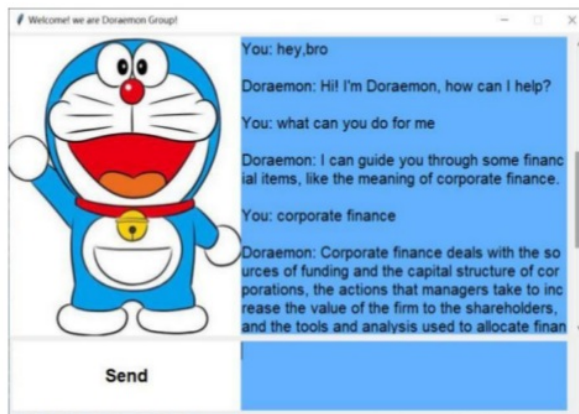 Welcome! we are Doraemon Group!
You: hey,bro
Doraemon: Hi! I'm Doraemon, how can I help?
You: what can you do for me
Doraemon: I can guide you through some financ
ial items, like the meaning of corporate finance.
You: corporate finance
Doraemon: Corporate finance deals with the so
urces of funding and the capital structure of cor
porations, the actions that managers take to inc
rease the value of the firm to the shareholders,
and the tools and analysis used to allocate finan
Send